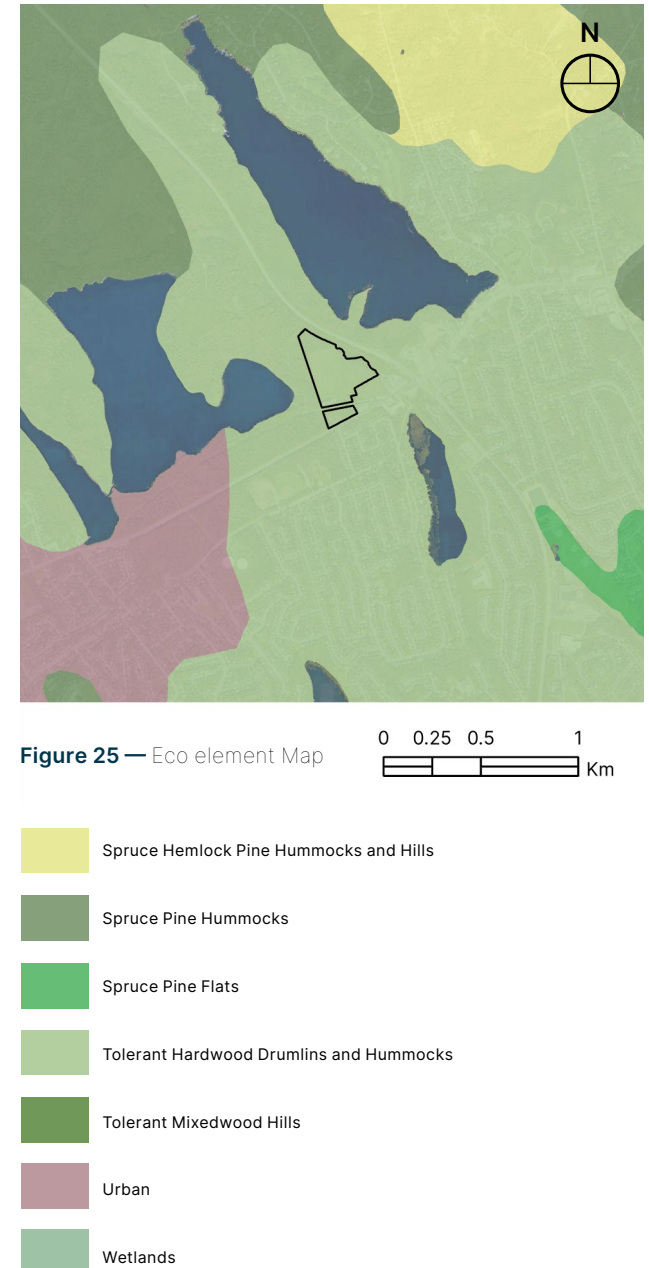 N
Figure 25 — Eco element Map
0 0.25 0.5 1
Km
Spruce Hemlock Pine Hummocks and Hills
Spruce Pine Hummocks
Spruce Pine Flats
Tolerant Hardwood Drumlins and Hummocks
Tolerant Mixedwood Hills
Urban
Wetlands